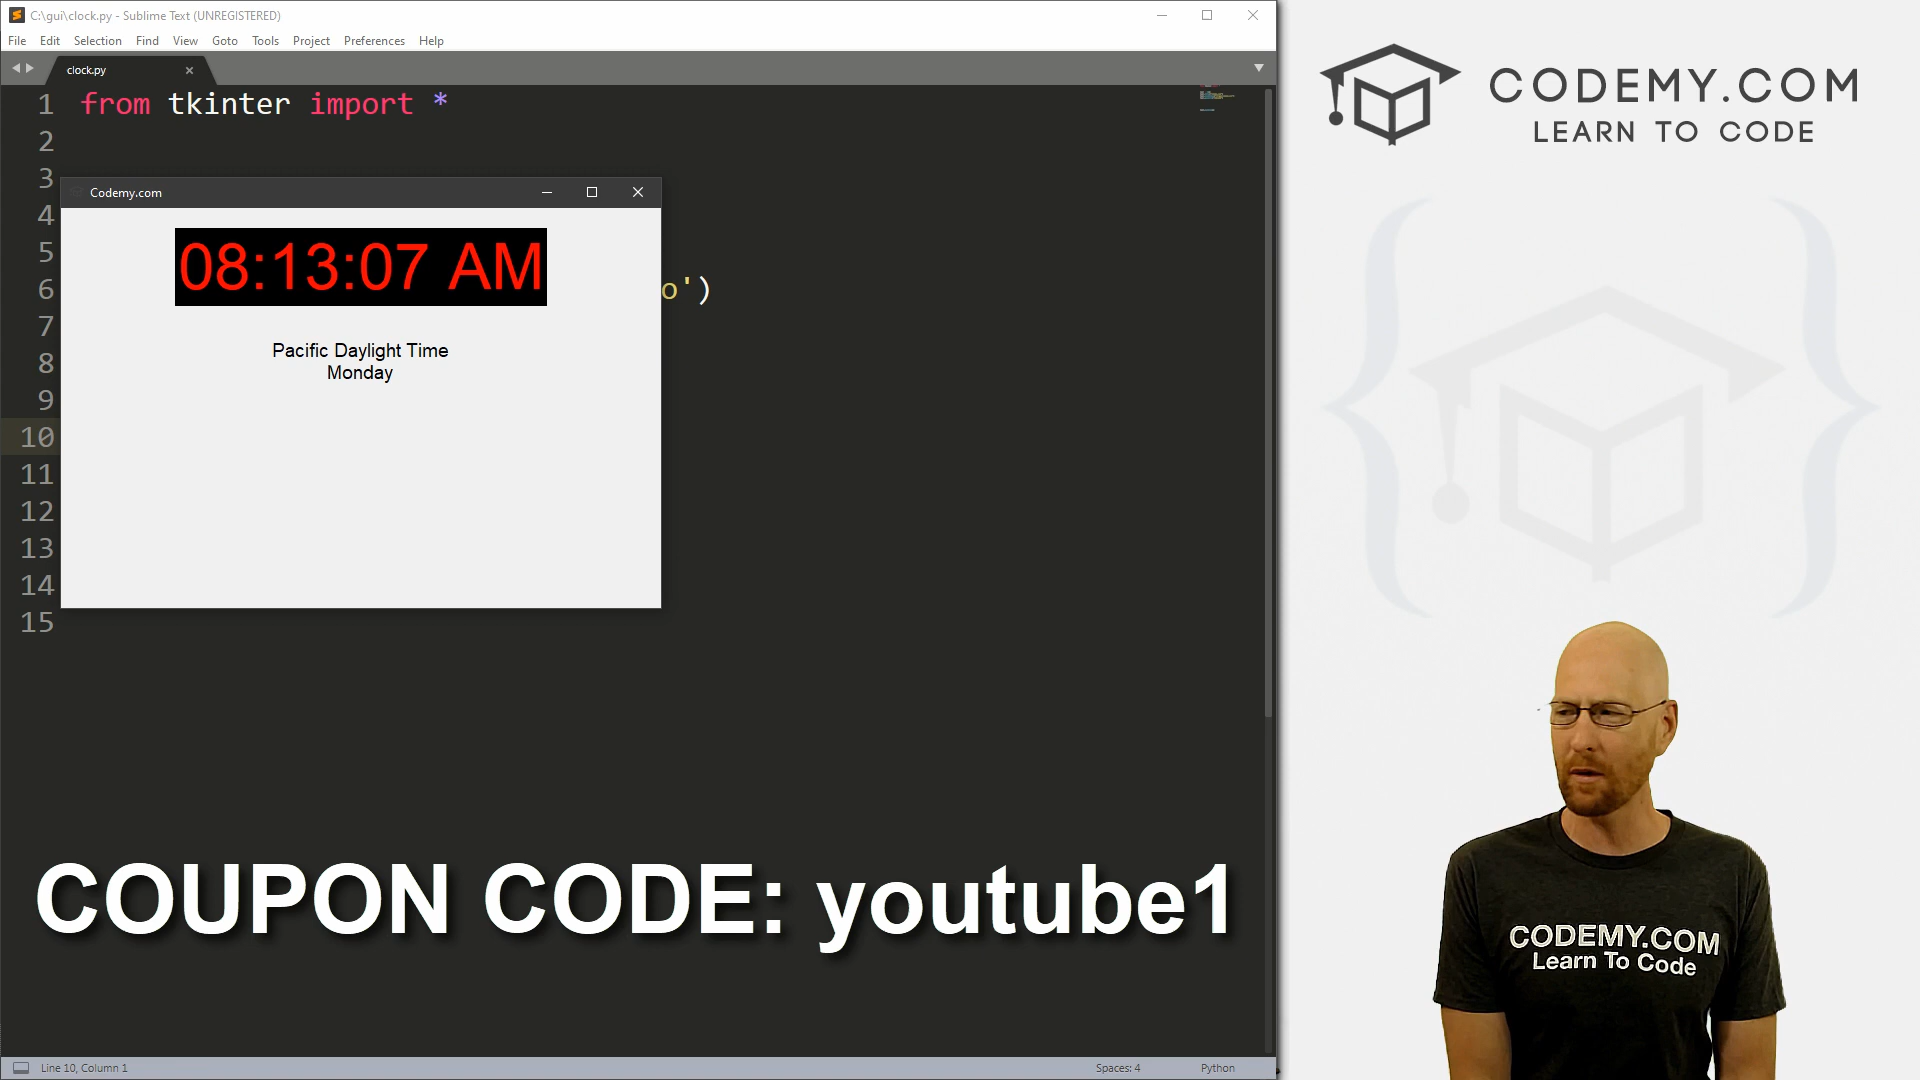 C:\gui\clock.py - Sublime Text (UNREGISTERED)
File Edit Selection Find View Goto Tools Project Preferences Help
clock.py
1 from tkinter import *
2
3
4
5
6 o')
7
8
9
10
11
12
13
14
15
Codemy.com
08:13:07 AM
Pacific Daylight Time
Monday
COUPON CODE: youtube1
Line 10, Column 1
Spaces: 4
Python
CODEMY.COM
LEARN TO CODE
CODEMY.COM
Learn To Code